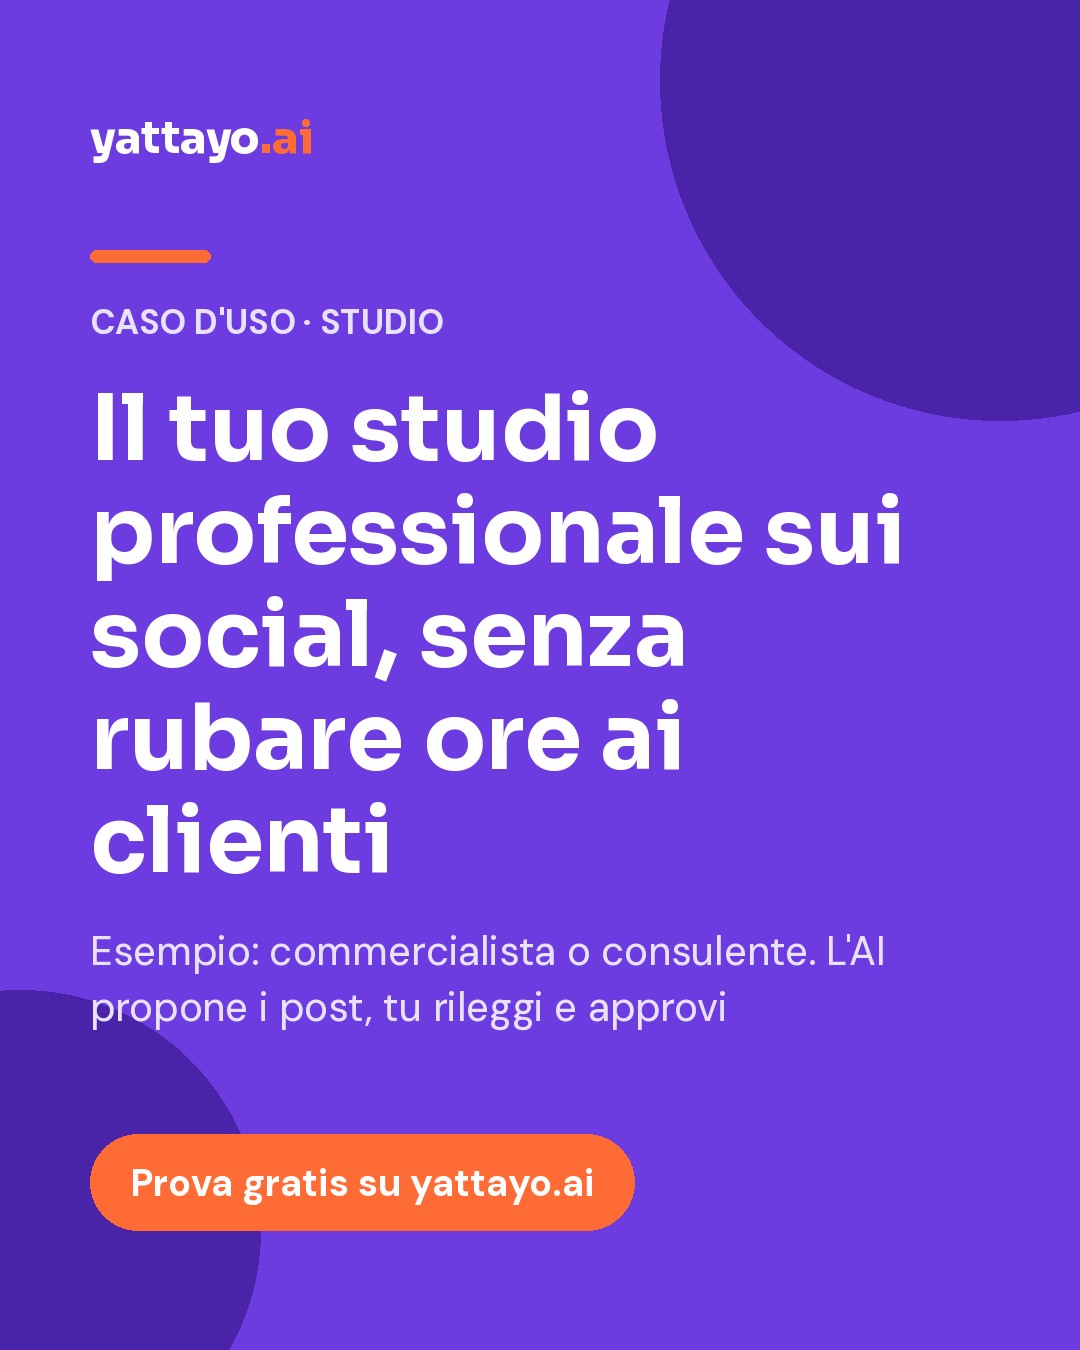 yattayo.ai
CASO D'USO · STUDIO
Il tuo studio
professionale sui
social, senza
rubare ore ai
clienti
Esempio: commercialista o consulente. L'AI
propone i post, tu rileggi e approvi
Prova gratis su yattayo.ai